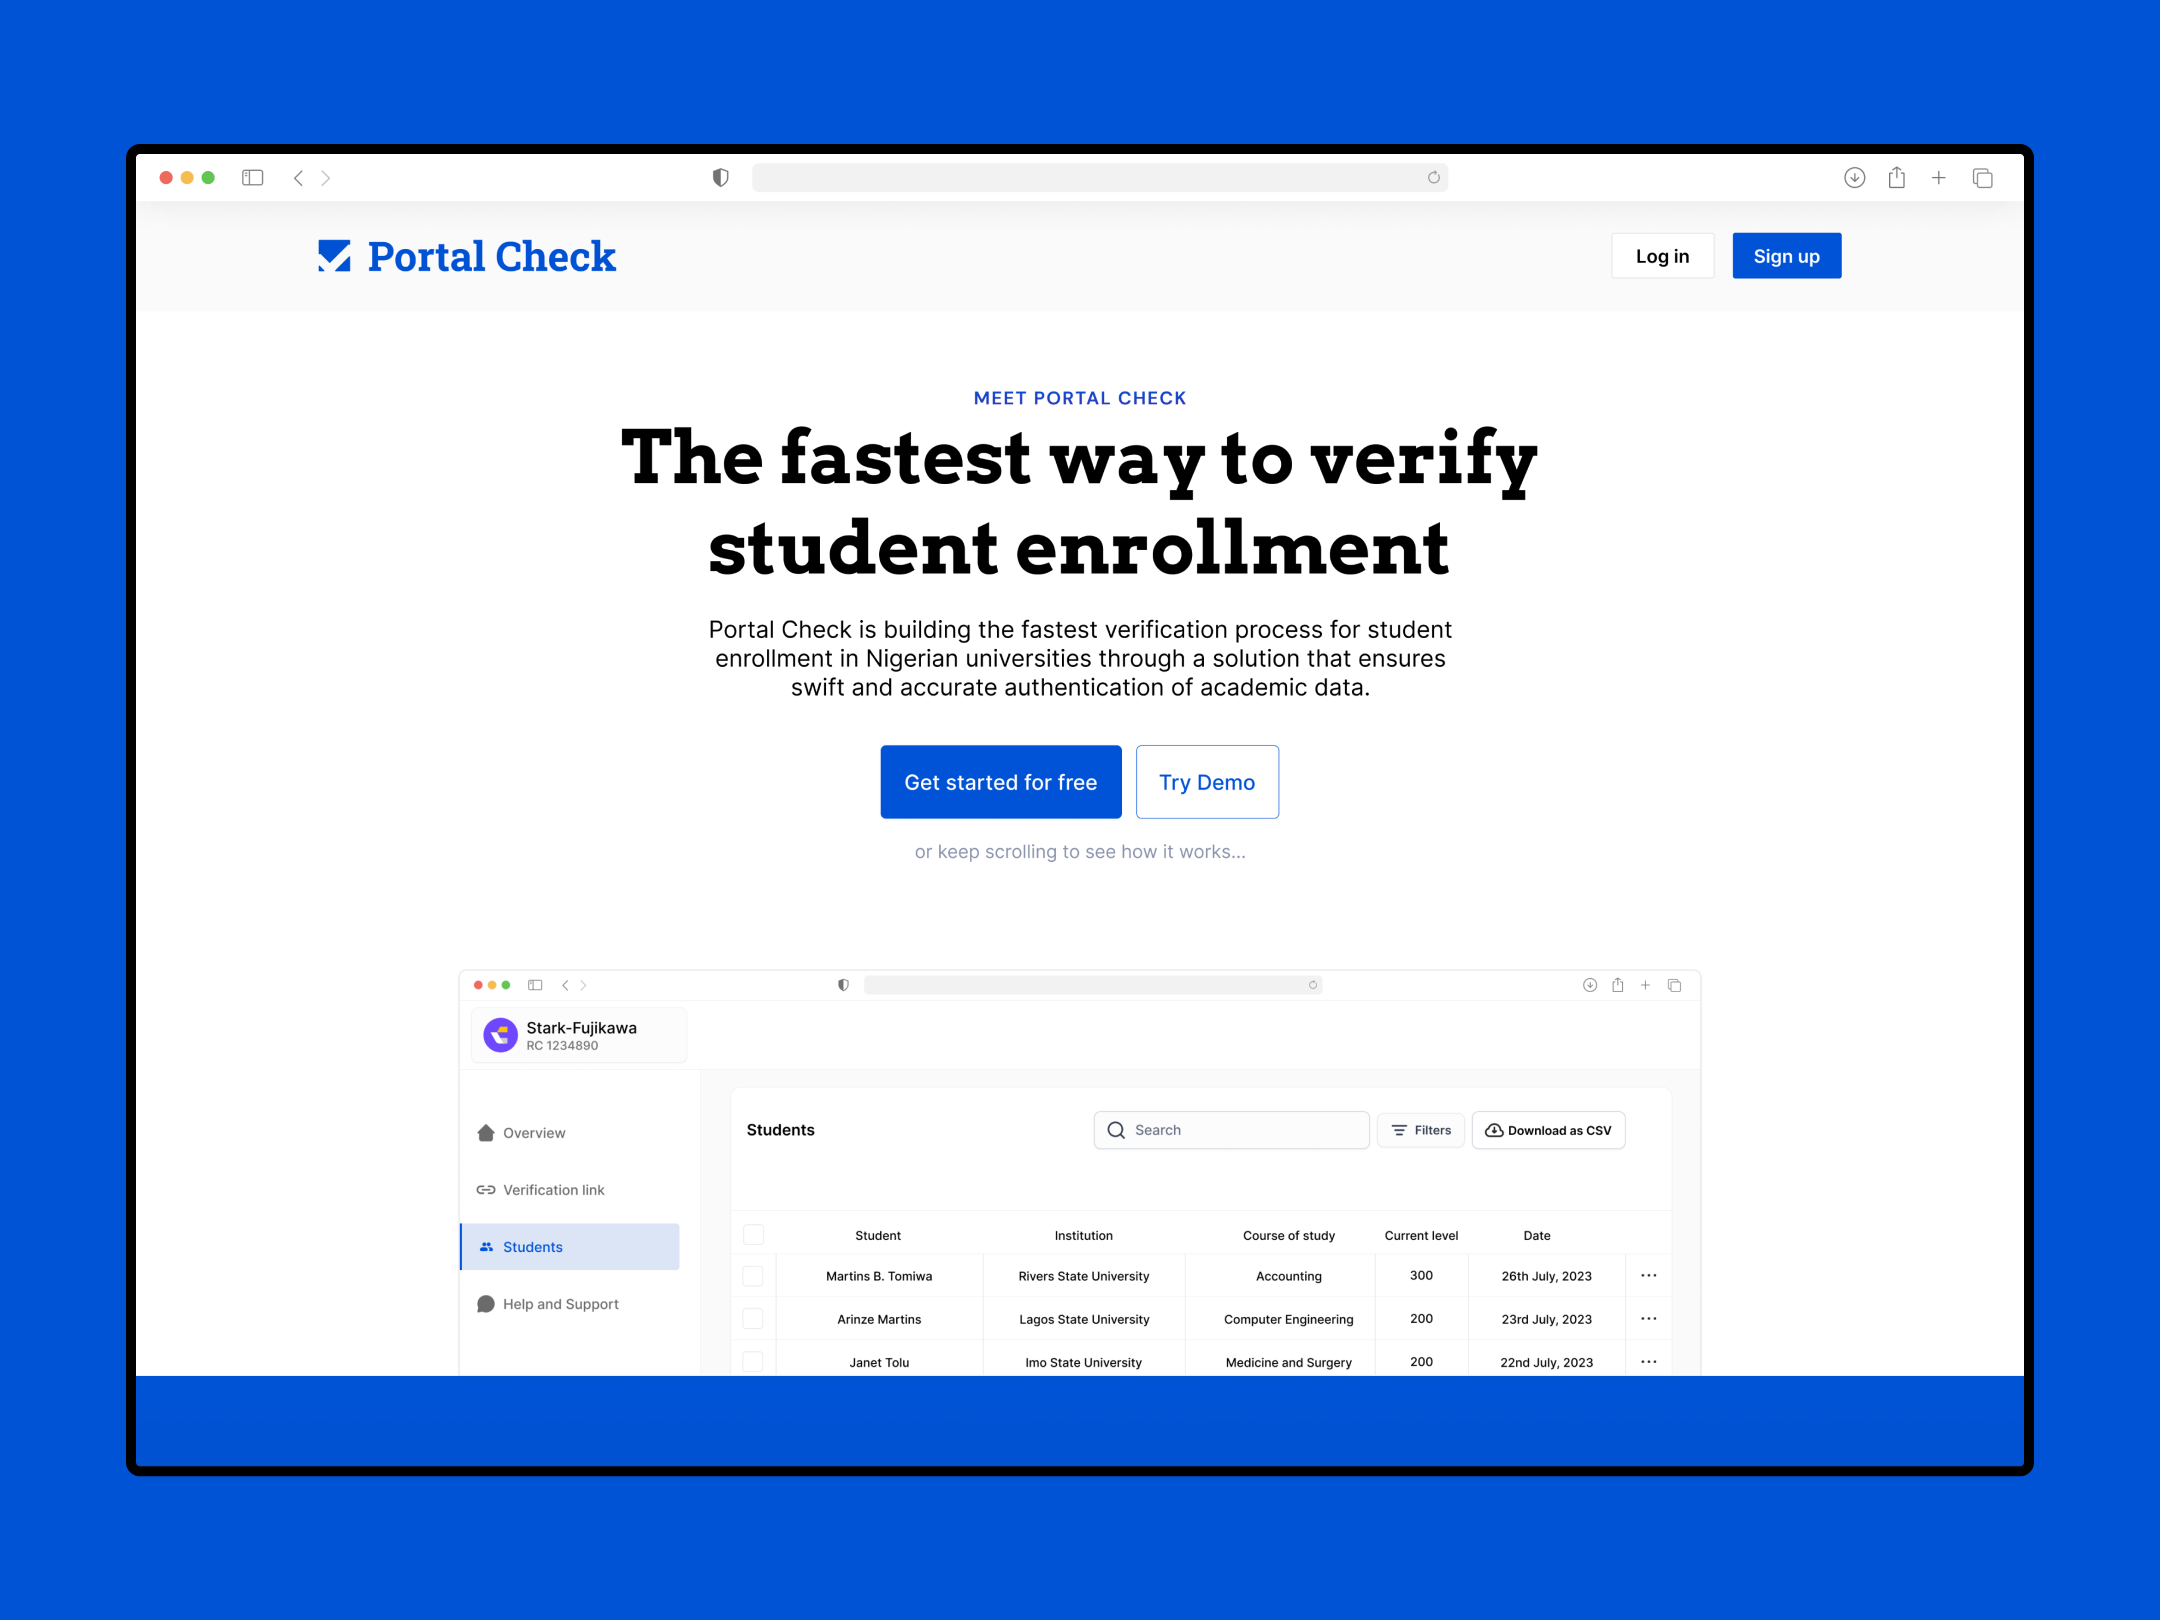 Portal Check
Log in
Sign up
MEET PORTAL CHECK
The fastest way to verify
student enrollment
Portal Check is building the fastest verification process for student
enrollment in Nigerian universities through a solution that ensures
swift and accurate authentication of academic data.
Get started for free
Try Demo
or keep scrolling to see how it works...
Stark-Fujikawa
RC 1234890
Overview
Verification link
Students
Help and Support
Students
Search
Filters
Download as CSV
Student Institution Course of study Current level Date
Martins B. Tomiwa Rivers State University Accounting 300 26th July, 2023
Arinze Martins Lagos State University Computer Engineering 200 23rd July, 2023
Janet Tolu Imo State University Medicine and Surgery 200 22nd July, 2023